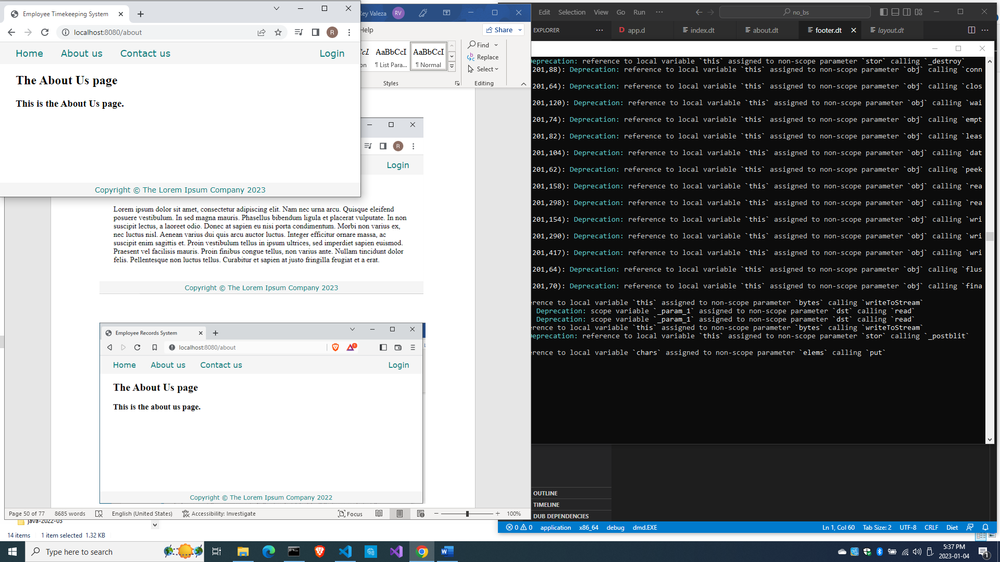 Employee Timekeeping System
localhost:8080/about
R
Home About us Contact us Login
The About Us page
This is the About Us page.
Copyright © The Lorem Ipsum Company 2023
ey Valeza RV
Help
Share
AaBbCcI AaBbCcI
¶ List Para... ¶ Normal
Styles
Find
Replace
Select
Editing
R
Login
Lorem ipsum dolor sit amet, consectetur adipiscing elit. Nam nec urna arcu. Quisque eleifend
posuere vestibulum. In sed magna mauris. Phasellus bibendum ligula et placerat vulputate. In non
suscipit lectus, a laoreet odio. Donec at sapien eu nisi porta condimentum. Morbi non varius ex,
nec luctus nisl. Aenean varius dui quis arcu auctor luctus. Integer efficitur ornare massa, ac
suscipit enim sagittis et. Proin vestibulum tellus in ipsum ultrices, sed imperdiet sapien euismod.
Praesent vel facilisis mauris. Proin finibus congue tellus, non varius ante. Nullam tincidunt dolor
felis. Pellentesque non luctus tellus. Curabitur et sapien at justo fringilla feugiat et a erat.
Copyright © The Lorem Ipsum Company 2023
Employee Records System
localhost:8080/about
Home About us Contact us Login
The About Us page
This is the about us page.
Copyright © The Lorem Ipsum Company 2022
Page 50 of 77 8685 words English (United States) Accessibility: Investigate Focus 100%
java-2022-03
14 items 1 item selected 1.32 KB
Edit Selection View Go Run ··· no_bs
EXPLORER ···
app.d index.dt about.dt footer.dt layout.dt
Deprecation: reference to local variable `this` assigned to non-scope parameter `stor` calling `_destroy`
201,88): Deprecation: reference to local variable `this` assigned to non-scope parameter `obj` calling `conn
201,64): Deprecation: reference to local variable `this` assigned to non-scope parameter `obj` calling `clos
201,120): Deprecation: reference to local variable `this` assigned to non-scope parameter `obj` calling `wai
201,74): Deprecation: reference to local variable `this` assigned to non-scope parameter `obj` calling `empt
201,82): Deprecation: reference to local variable `this` assigned to non-scope parameter `obj` calling `leas
201,104): Deprecation: reference to local variable `this` assigned to non-scope parameter `obj` calling `dat
201,62): Deprecation: reference to local variable `this` assigned to non-scope parameter `obj` calling `peek
201,158): Deprecation: reference to local variable `this` assigned to non-scope parameter `obj` calling `rea
201,298): Deprecation: reference to local variable `this` assigned to non-scope parameter `obj` calling `rea
201,154): Deprecation: reference to local variable `this` assigned to non-scope parameter `obj` calling `wri
201,290): Deprecation: reference to local variable `this` assigned to non-scope parameter `obj` calling `wri
201,417): Deprecation: reference to local variable `this` assigned to non-scope parameter `obj` calling `wri
201,64): Deprecation: reference to local variable `this` assigned to non-scope parameter `obj` calling `flus
201,70): Deprecation: reference to local variable `this` assigned to non-scope parameter `obj` calling `fina
erence to local variable `this` assigned to non-scope parameter `bytes` calling `writeToStream`
Deprecation: scope variable `_param_1` assigned to non-scope parameter `dst` calling `read`
Deprecation: scope variable `_param_1` assigned to non-scope parameter `dst` calling `read`
erence to local variable `this` assigned to non-scope parameter `bytes` calling `writeToStream`
Deprecation: reference to local variable `this` assigned to non-scope parameter `stor` calling `_postblit`
erence to local variable `chars` assigned to non-scope parameter `elems` calling `put`
OUTLINE
TIMELINE
DUB DEPENDENCIES
0 0 application x86_64 debug dmd.EXE Ln 1, Col 60 Tab Size: 2 UTF-8 CRLF Diet
Type here to search
5:37 PM
2023-01-04
1